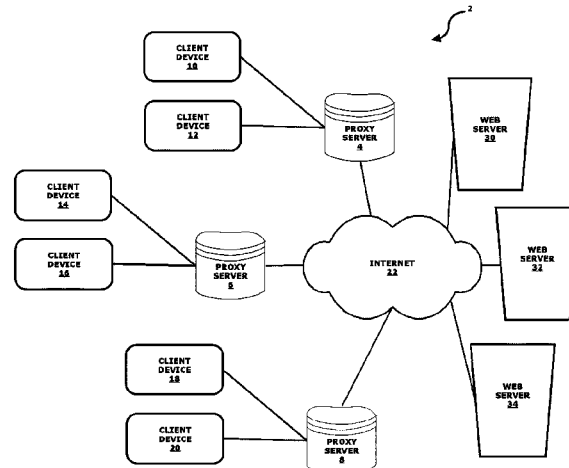 2
CLIENT
DEVICE
10
CLIENT
DEVICE
12
PROXY
SERVER
4
WEB
SERVER
30
CLIENT
DEVICE
14
CLIENT
DEVICE
16
PROXY
SERVER
6
INTERNET
22
WEB
SERVER
32
CLIENT
DEVICE
18
CLIENT
DEVICE
20
PROXY
SERVER
8
WEB
SERVER
34